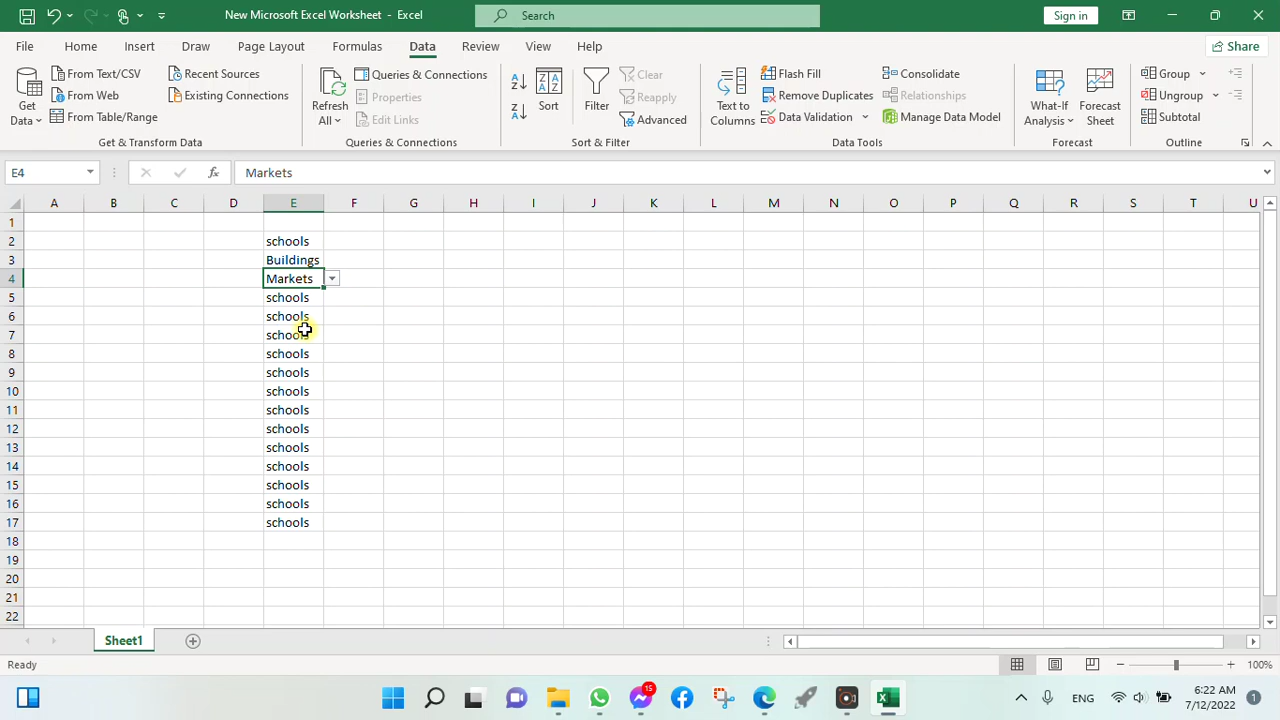 New Microsoft Excel Worksheet - Excel
Search
Sign in
File Home Insert Draw Page Layout Formulas Data Review View Help Share
Get Data
From Text/CSV
From Web
From Table/Range
Recent Sources
Existing Connections
Get & Transform Data
Refresh All
Queries & Connections
Properties
Edit Links
Queries & Connections
Sort
Filter
Clear
Reapply
Advanced
Sort & Filter
Text to Columns
Flash Fill
Remove Duplicates
Data Validation
Consolidate
Relationships
Manage Data Model
Data Tools
What-If Analysis
Forecast Sheet
Forecast
Group
Ungroup
Subtotal
Outline
E4 fx Markets
A B C D E F G H I J K L M N O P Q R S T U
1
2 schools
3 Buildings
4 Markets
5 schools
6 schools
7 schools
8 schools
9 schools
10 schools
11 schools
12 schools
13 schools
14 schools
15 schools
16 schools
17 schools
18
19
20
21
22
Sheet1
Ready 100%
15 ENG 6:22 AM 1
7/12/2022